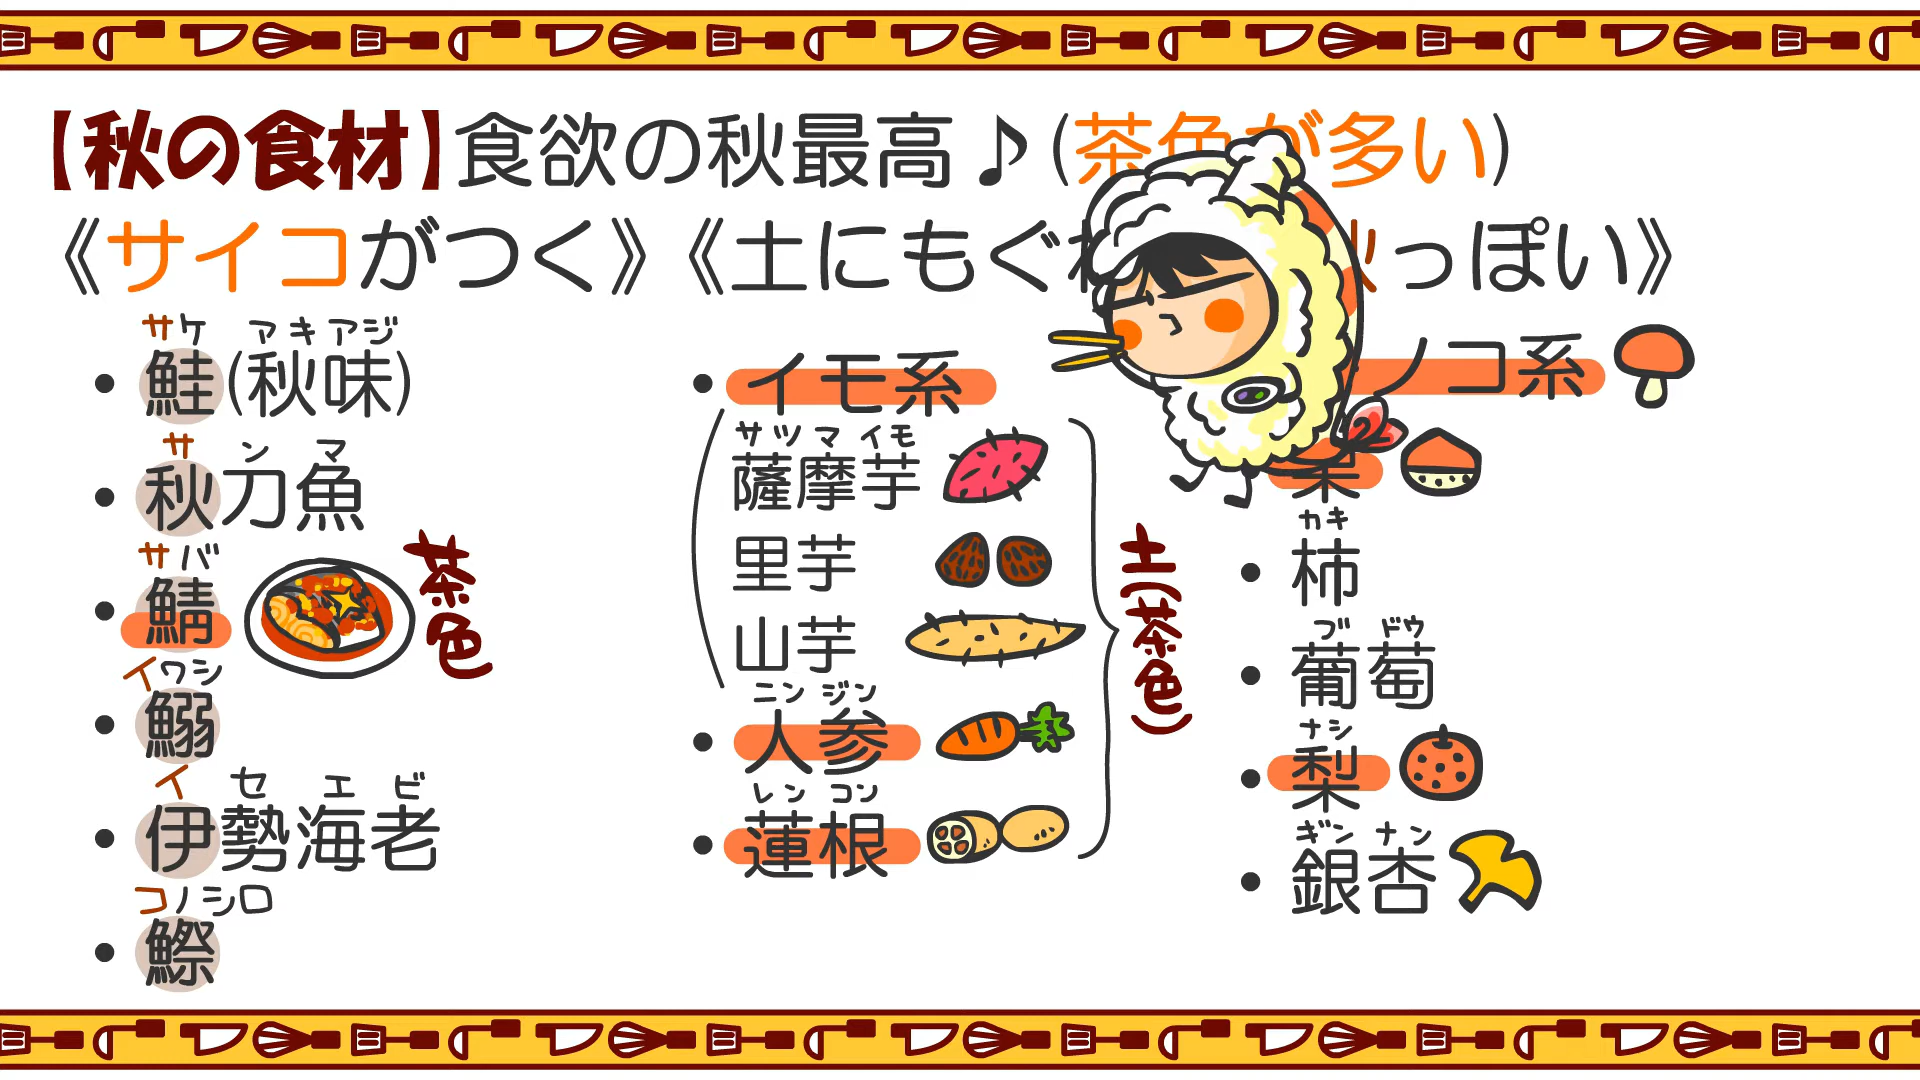 【秋の食材】食欲の秋最高♪(茶色が多い)
《サイコがつく》《土にもぐ
っぽい》
サケ アキアジ
・鮭(秋味)
サンマ
・秋刀魚
サバ
・鯖
茶色
イワシ
・鰯
イセエビ
・伊勢海老
コノシロ
・鰶
・イモ系
サツマイモ
薩摩芋
里芋
山芋
ニンジン
・人参
レンコン
・蓮根
土(茶色)
ノコ系
栗
カキ
・柿
ブドウ
・葡萄
ナシ
・梨
ギンナン
・銀杏